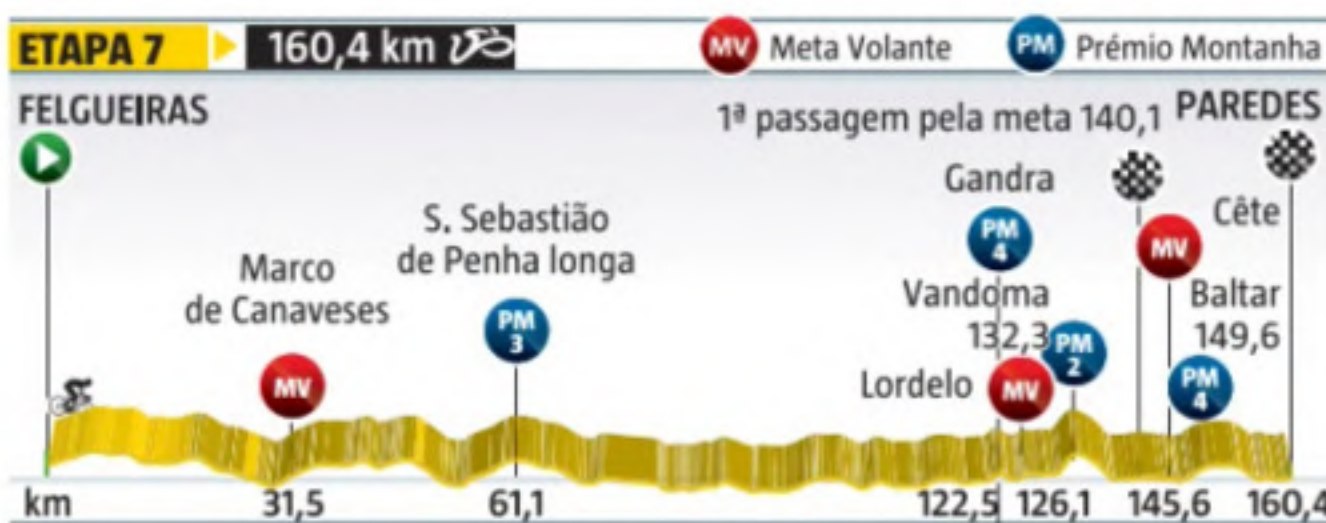 ETAPA 7 160,4 km MV Meta Volante PM Prémio Montanha
FELGUEIRAS
1ª passagem pela meta 140,1
PAREDES
Gandra
PM
4
Cête
MV
S. Sebastião
de Penha longa
PM
3
Marco
de Canaveses
MV
Vandoma
132,3
PM
2
Baltar
149,6
PM
4
Lordelo
MV
km 31,5 61,1 122,5 126,1 145,6 160,4